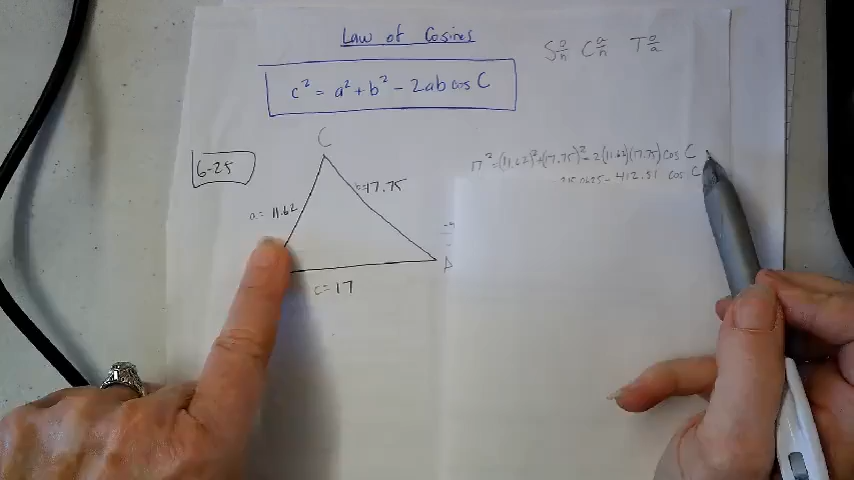 Law of Cosines
S o/h C a/h T o/a
c² = a² + b² - 2ab cos C
6-25
C
17² = (11.62)² + (17.75)² - 2(11.62)(17.75) cos C
- 412.51 cos C
a = 11.62
b=17.75
A
c = 17